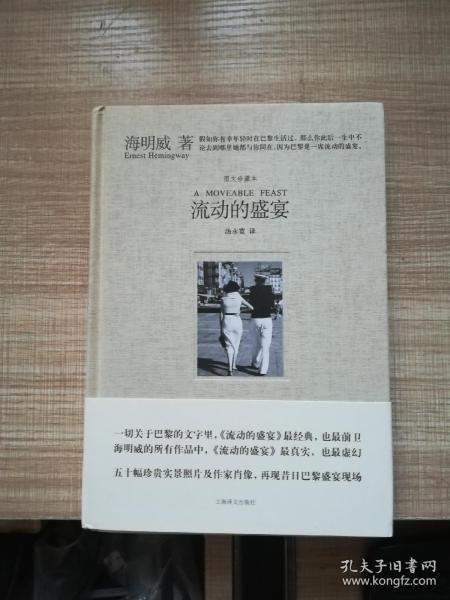 海明威 著
Ernest Hemingway
假如你有幸年轻时在巴黎生活过，那么你此后一生中不
论去到哪里她都与你同在，因为巴黎是一席流动的盛宴。
图文珍藏本
A MOVEABLE FEAST
流动的盛宴
汤永宽 译
一切关于巴黎的文字里，《流动的盛宴》最经典，也最前卫
海明威的所有作品中，《流动的盛宴》最真实，也最虚幻
五十幅珍贵实景照片及作家肖像，再现昔日巴黎盛宴现场
上海译文出版社
孔夫子旧书网
www.kongfz.com